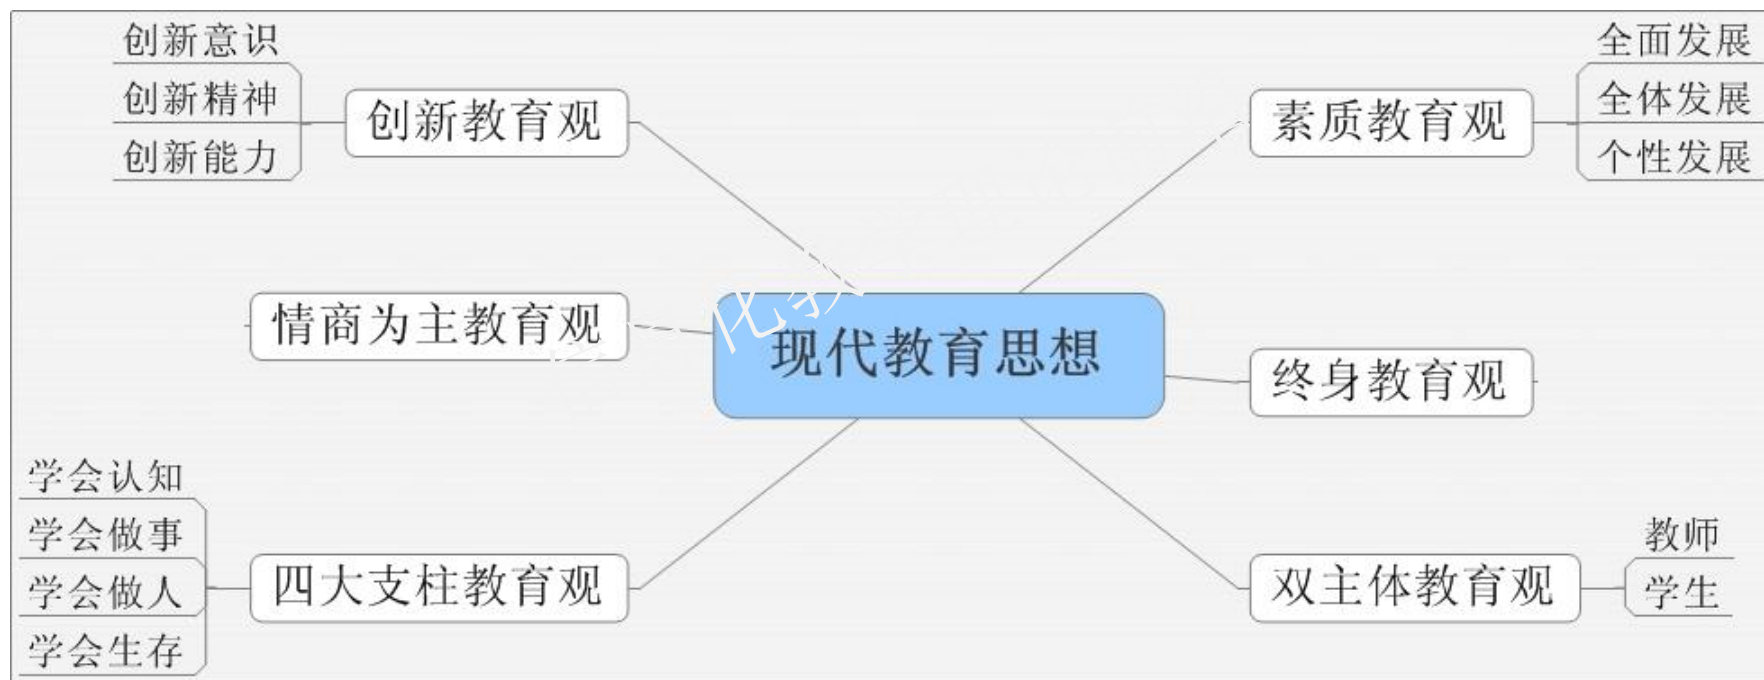 创新意识
创新精神
创新能力
创新教育观
素质教育观
全面发展
全体发展
个性发展
情商为主教育观
现代教育思想
终身教育观
学会认知
学会做事
学会做人
学会生存
四大支柱教育观
双主体教育观
教师
学生